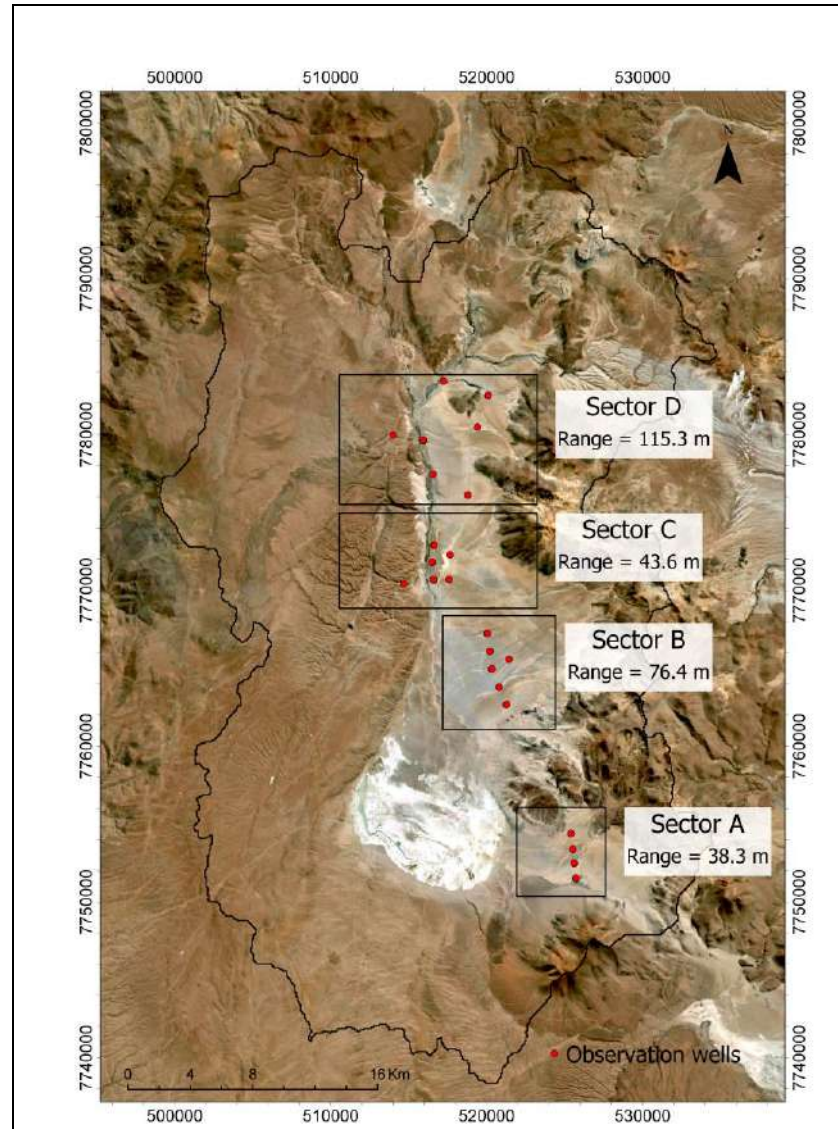 500000 510000 520000 530000
7800000 7800000
N
7790000 7790000
Sector D
Range = 115.3 m
7780000 7780000
Sector C
Range = 43.6 m
7770000 7770000
Sector B
Range = 76.4 m
7760000 7760000
Sector A
Range = 38.3 m
7750000 7750000
Observation wells
7740000 7740000
0 4 8 16 Km
500000 510000 520000 530000